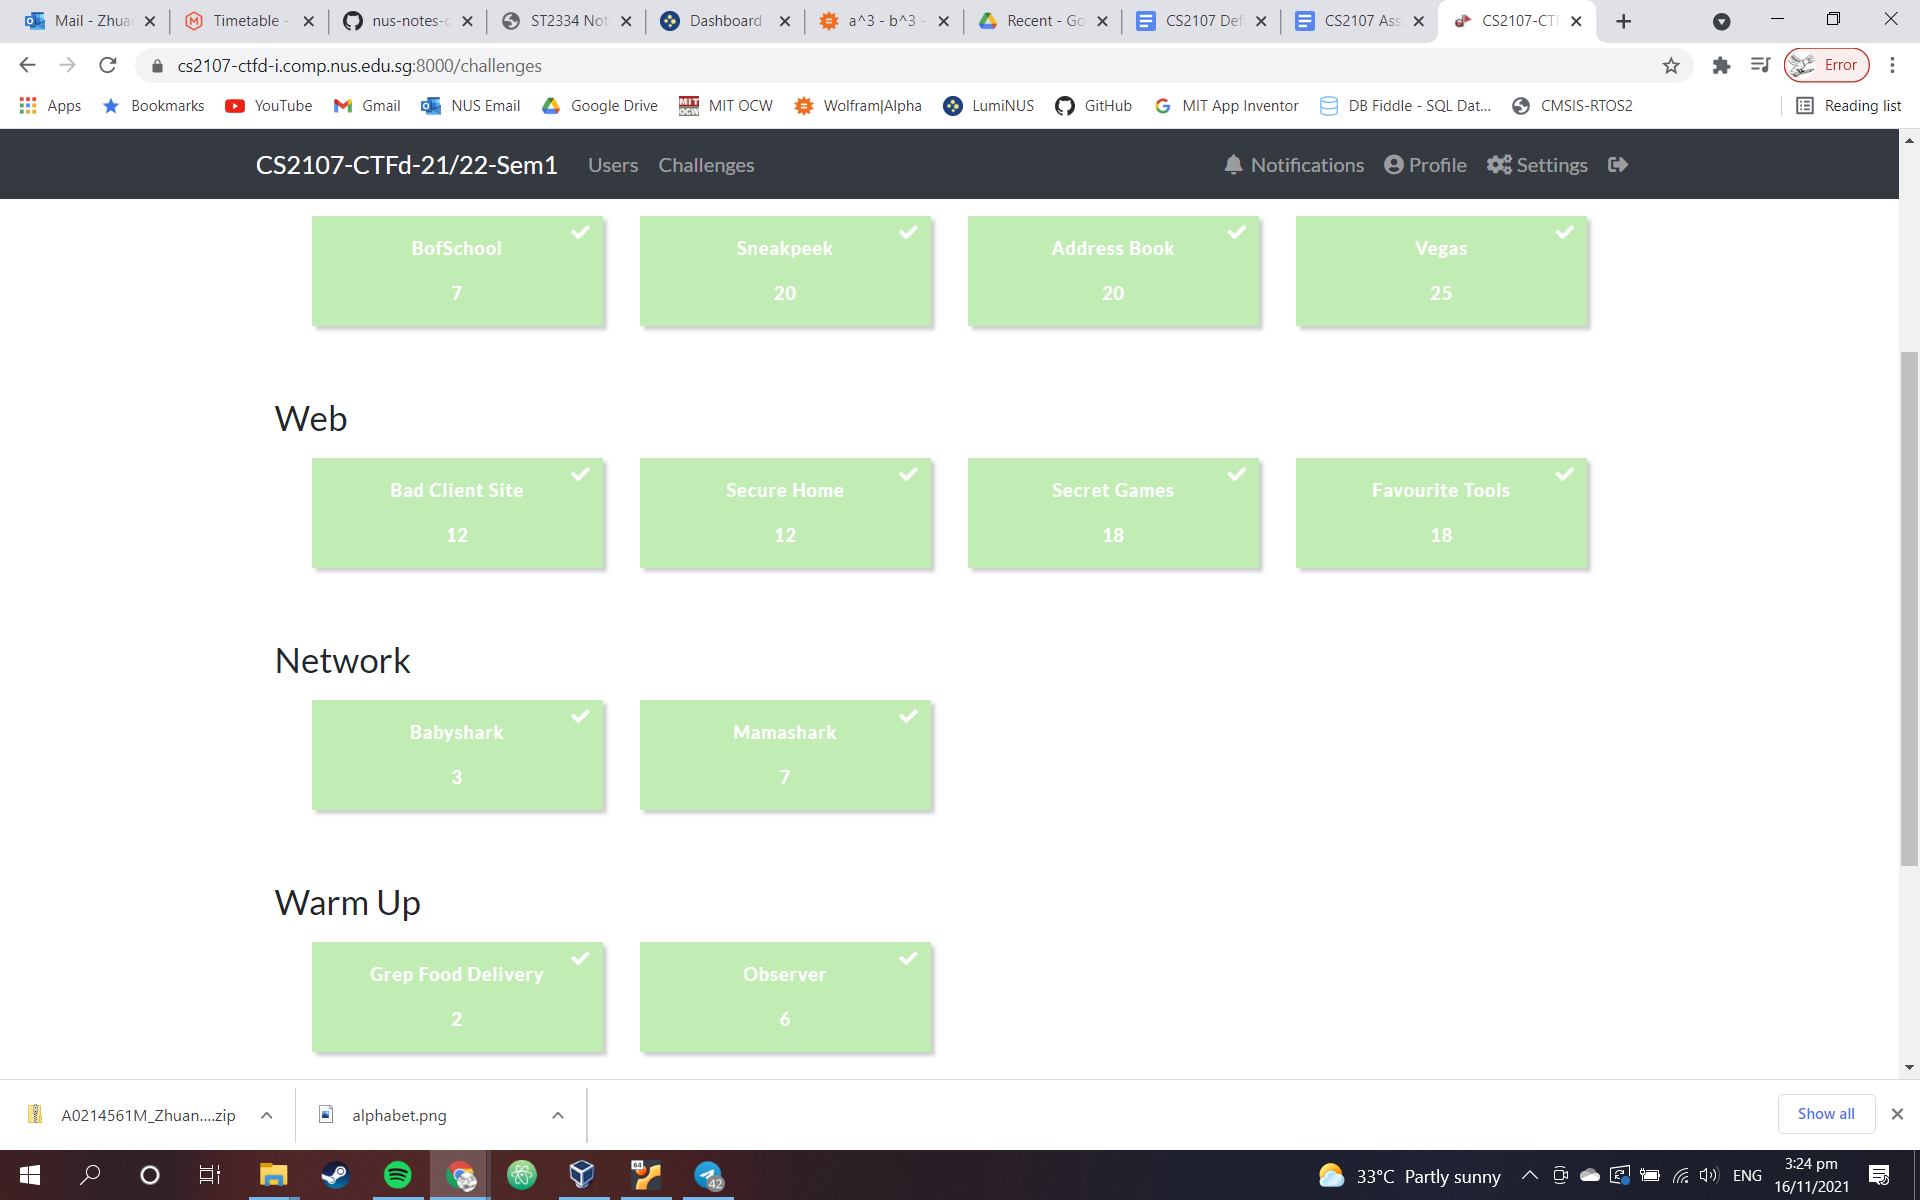 Mail - Zhuan
Timetable -
nus-notes-c
ST2334 Not
Dashboard
a^3 - b^3 -
Recent - Go
CS2107 Defi
CS2107 Ass
CS2107-CTF
cs2107-ctfd-i.comp.nus.edu.sg:8000/challenges
Error
Apps
Bookmarks
YouTube
Gmail
NUS Email
Google Drive
MIT OCW
Wolfram|Alpha
LumiNUS
GitHub
MIT App Inventor
DB Fiddle - SQL Dat...
CMSIS-RTOS2
Reading list
CS2107-CTFd-21/22-Sem1
Users
Challenges
Notifications
Profile
Settings
BofSchool
7
Sneakpeek
20
Address Book
20
Vegas
25
Web
Bad Client Site
12
Secure Home
12
Secret Games
18
Favourite Tools
18
Network
Babyshark
3
Mamashark
7
Warm Up
Grep Food Delivery
2
Observer
6
A0214561M_Zhuan....zip
alphabet.png
Show all
64
42
33°C Partly sunny
ENG
3:24 pm
16/11/2021